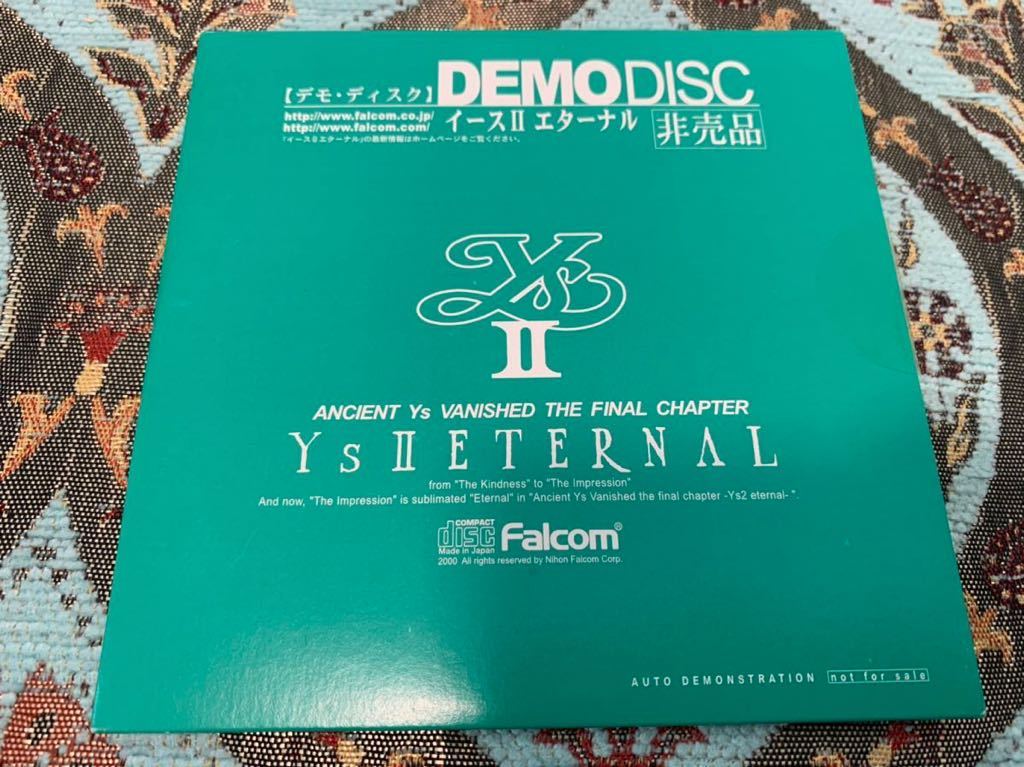 【デモ・ディスク】 DEMO DISC
http://www.falcom.co.jp/
http://www.falcom.com/
イースⅡ エターナル 非売品
「イースⅡエターナル」の最新情報はホームページをご覧ください。
Ys
II
ANCIENT Ys VANISHED THE FINAL CHAPTER
Ys II ETERNAL
from "The Kindness" to "The Impression"
And now, "The Impression" is sublimated "Eternal" in "Ancient Ys Vanished the final chapter -Ys2 eternal- ".
COMPACT disc Falcom®
Made in Japan
2000 All rights reserved by Nihon Falcom Corp.
AUTO DEMONSTRATION not for sale